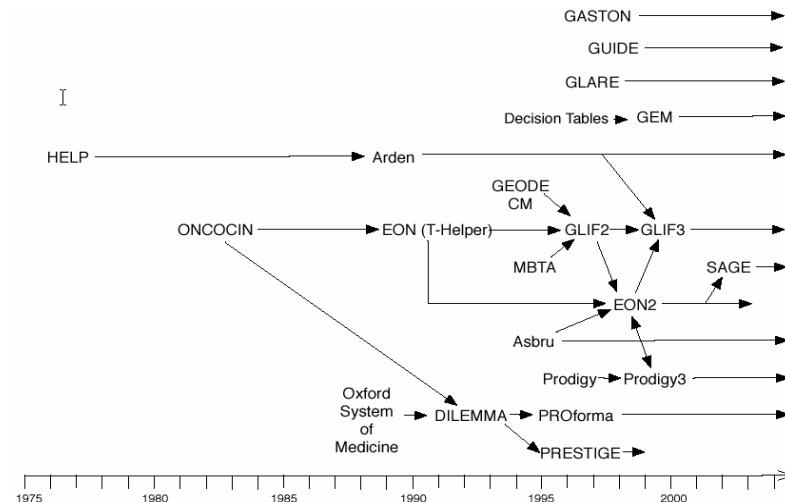 GASTON
GUIDE
GLARE
Decision Tables
GEM
HELP
Arden
GEODE
CM
ONCOCIN
EON (T-Helper)
GLIF2
GLIF3
MBTA
SAGE
EON2
Asbru
Prodigy
Prodigy3
Oxford
System
of
Medicine
DILEMMA
PROforma
PRESTIGE
1975
1980
1985
1990
1995
2000